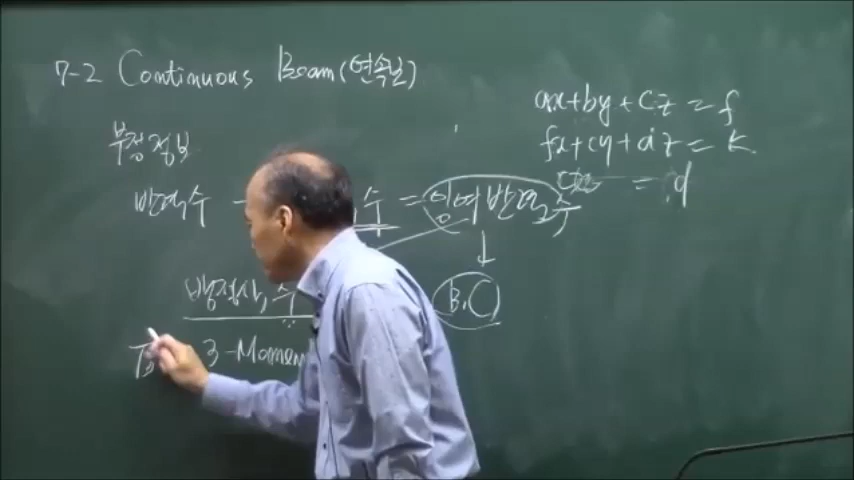 7-2 Continuous Beam(연속보)
부정정보
반력수 - 수 = 잉여반력수
방정식, 수
B.C
3-Momen
ax+by+cz=f
fx+cy+dz=k
= d